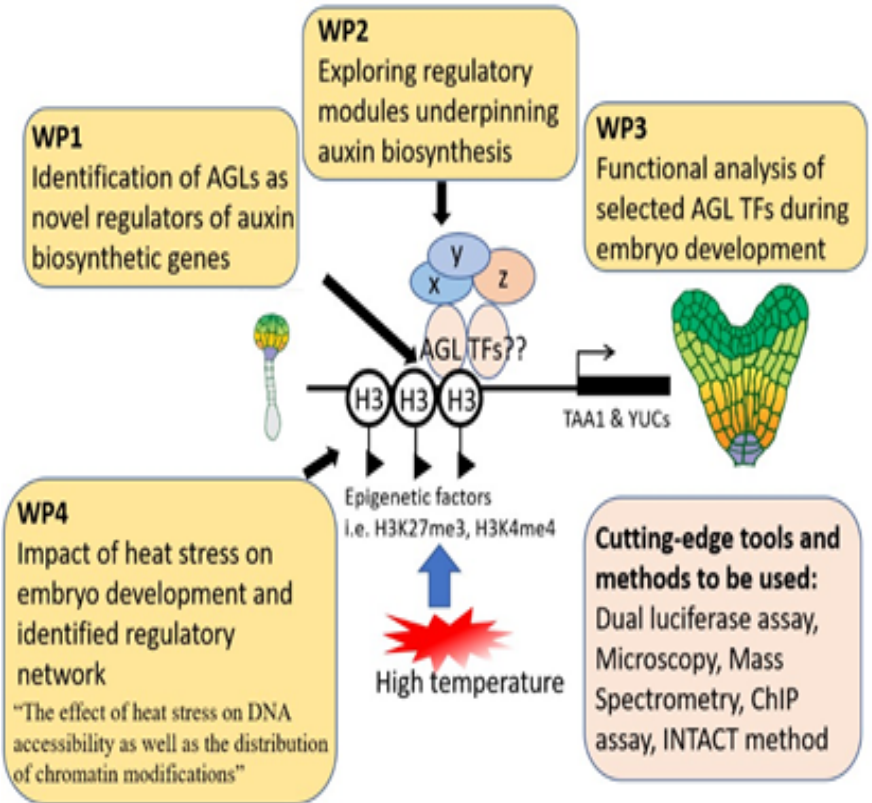 WP1
Identification of AGLs as
novel regulators of auxin
biosynthetic genes
WP2
Exploring regulatory
modules underpinning
auxin biosynthesis
WP3
Functional analysis of
selected AGL TFs during
embryo development
y
x
z
AGL TFs??
H3 H3 H3
TAA1 & YUCs
Epigenetic factors
i.e. H3K27me3, H3K4me4
High temperature
WP4
Impact of heat stress on
embryo development and
identified regulatory
network
“The effect of heat stress on DNA
accessibility as well as the distribution
of chromatin modifications”
Cutting-edge tools and
methods to be used:
Dual luciferase assay,
Microscopy, Mass
Spectrometry, ChIP
assay, INTACT method